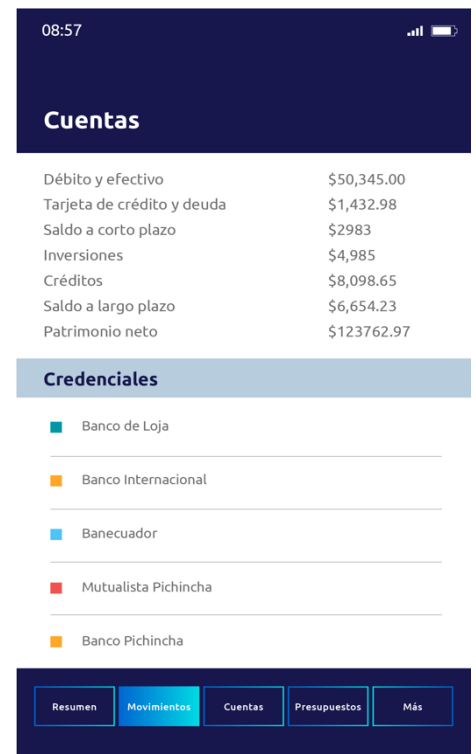 08:57
Cuentas
Débito y efectivo $50,345.00
Tarjeta de crédito y deuda $1,432.98
Saldo a corto plazo $2983
Inversiones $4,985
Créditos $8,098.65
Saldo a largo plazo $6,654.23
Patrimonio neto $123762.97
Credenciales
Banco de Loja
Banco Internacional
Banecuador
Mutualista Pichincha
Banco Pichincha
Resumen Movimientos Cuentas Presupuestos Más